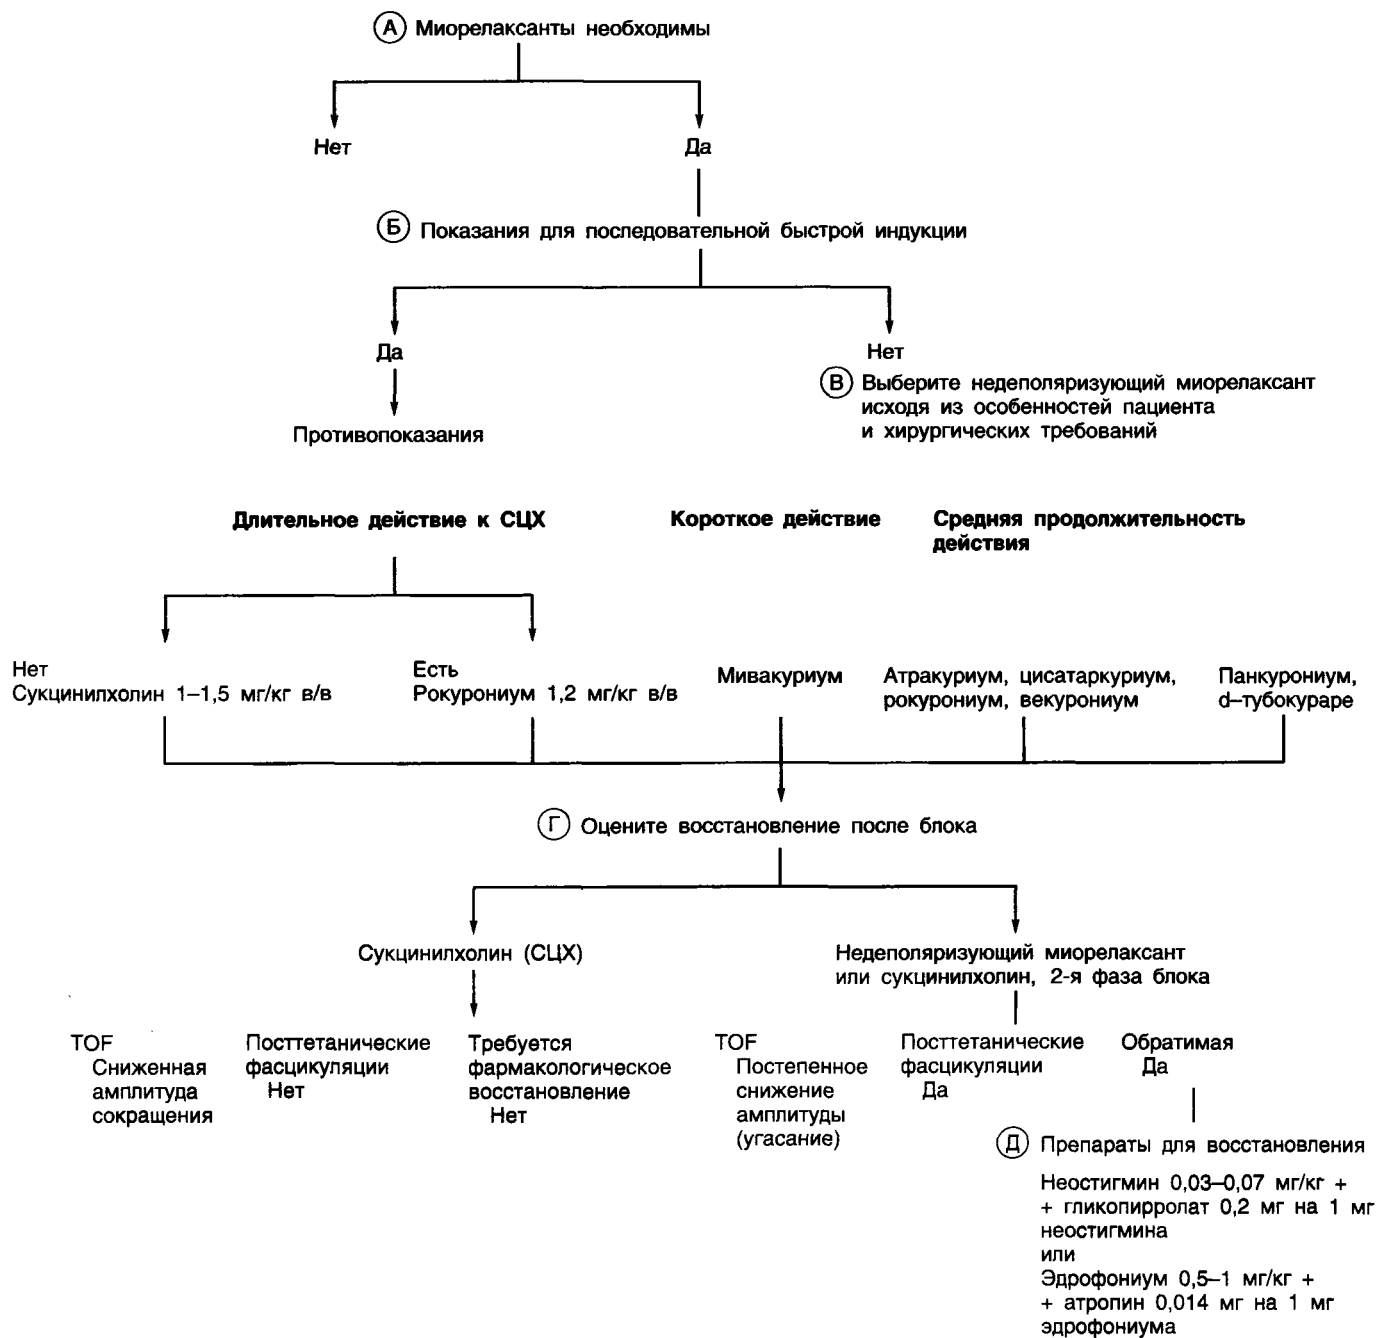 А Миорелаксанты необходимы
Нет
Да
Б Показания для последовательной быстрой индукции
Да
Нет
Противопоказания
В Выберите недеполяризующий миорелаксант
исходя из особенностей пациента
и хирургических требований
Длительное действие к СЦХ
Короткое действие
Средняя продолжительность
действия
Нет
Сукцинилхолин 1–1,5 мг/кг в/в
Есть
Рокурониум 1,2 мг/кг в/в
Мивакуриум
Атракуриум, цисатаркуриум,
рокурониум, векурониум
Панкурониум,
d–тубокураре
Г Оцените восстановление после блока
Сукцинилхолин (СЦХ)
Недеполяризующий миорелаксант
или сукцинилхолин, 2-я фаза блока
TOF
Сниженная
амплитуда
сокращения
Посттетанические
фасцикуляции
Нет
Требуется
фармакологическое
восстановление
Нет
TOF
Постепенное
снижение
амплитуды
(угасание)
Посттетанические
фасцикуляции
Да
Обратимая
Да
Д Препараты для восстановления
Неостигмин 0,03–0,07 мг/кг +
+ гликопирролат 0,2 мг на 1 мг
неостигмина
или
Эдрофониум 0,5–1 мг/кг +
+ атропин 0,014 мг на 1 мг
эдрофониума